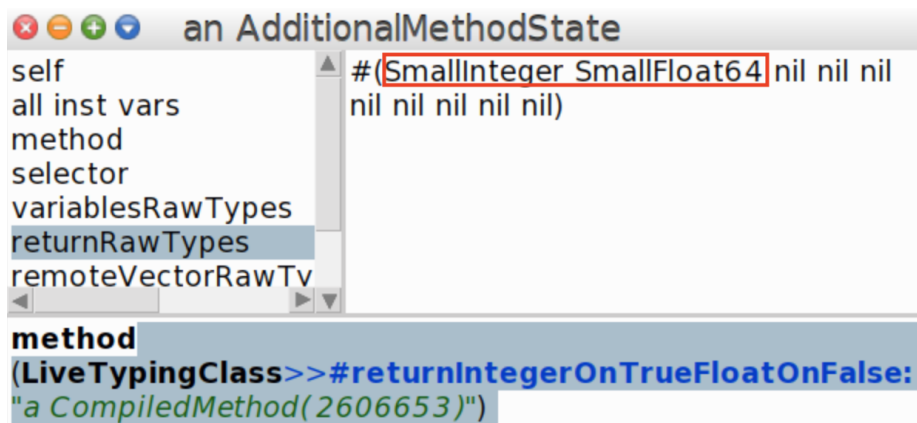 an AdditionalMethodState
self
all inst vars
method
selector
variablesRawTypes
returnRawTypes
remoteVectorRawTy
#(SmallInteger SmallFloat64 nil nil nil
nil nil nil nil nil)
method
(LiveTypingClass>>#returnIntegerOnTrueFloatOnFalse:
"a CompiledMethod(2606653)")